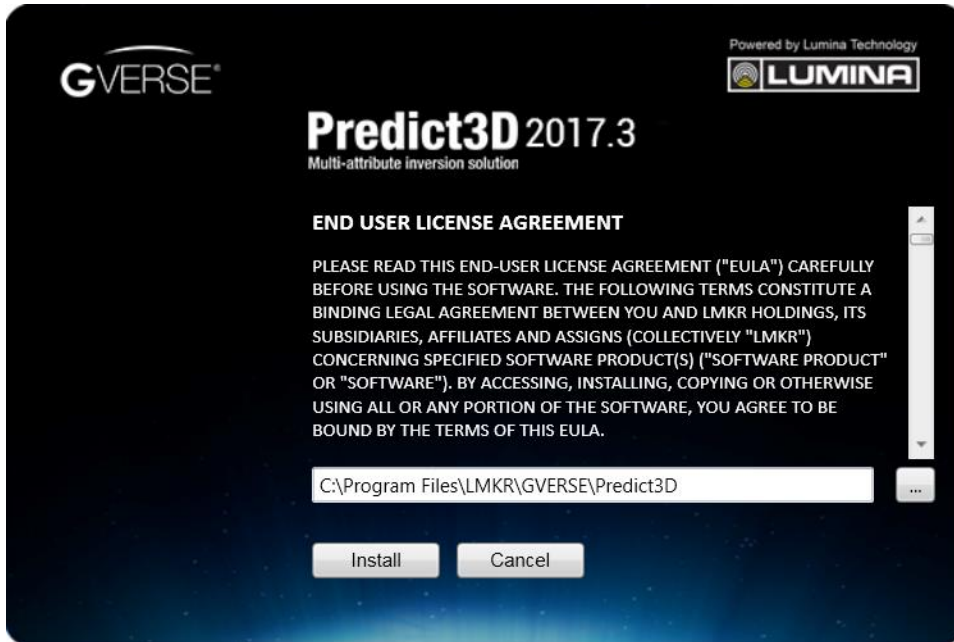 GVERSE®
Powered by Lumina Technology
LUMINA
Predict3D 2017.3
Multi-attribute inversion solution
END USER LICENSE AGREEMENT
PLEASE READ THIS END-USER LICENSE AGREEMENT ("EULA") CAREFULLY
BEFORE USING THE SOFTWARE. THE FOLLOWING TERMS CONSTITUTE A
BINDING LEGAL AGREEMENT BETWEEN YOU AND LMKR HOLDINGS, ITS
SUBSIDIARIES, AFFILIATES AND ASSIGNS (COLLECTIVELY "LMKR")
CONCERNING SPECIFIED SOFTWARE PRODUCT(S) ("SOFTWARE PRODUCT"
OR "SOFTWARE"). BY ACCESSING, INSTALLING, COPYING OR OTHERWISE
USING ALL OR ANY PORTION OF THE SOFTWARE, YOU AGREE TO BE
BOUND BY THE TERMS OF THIS EULA.
C:\Program Files\LMKR\GVERSE\Predict3D
...
Install
Cancel